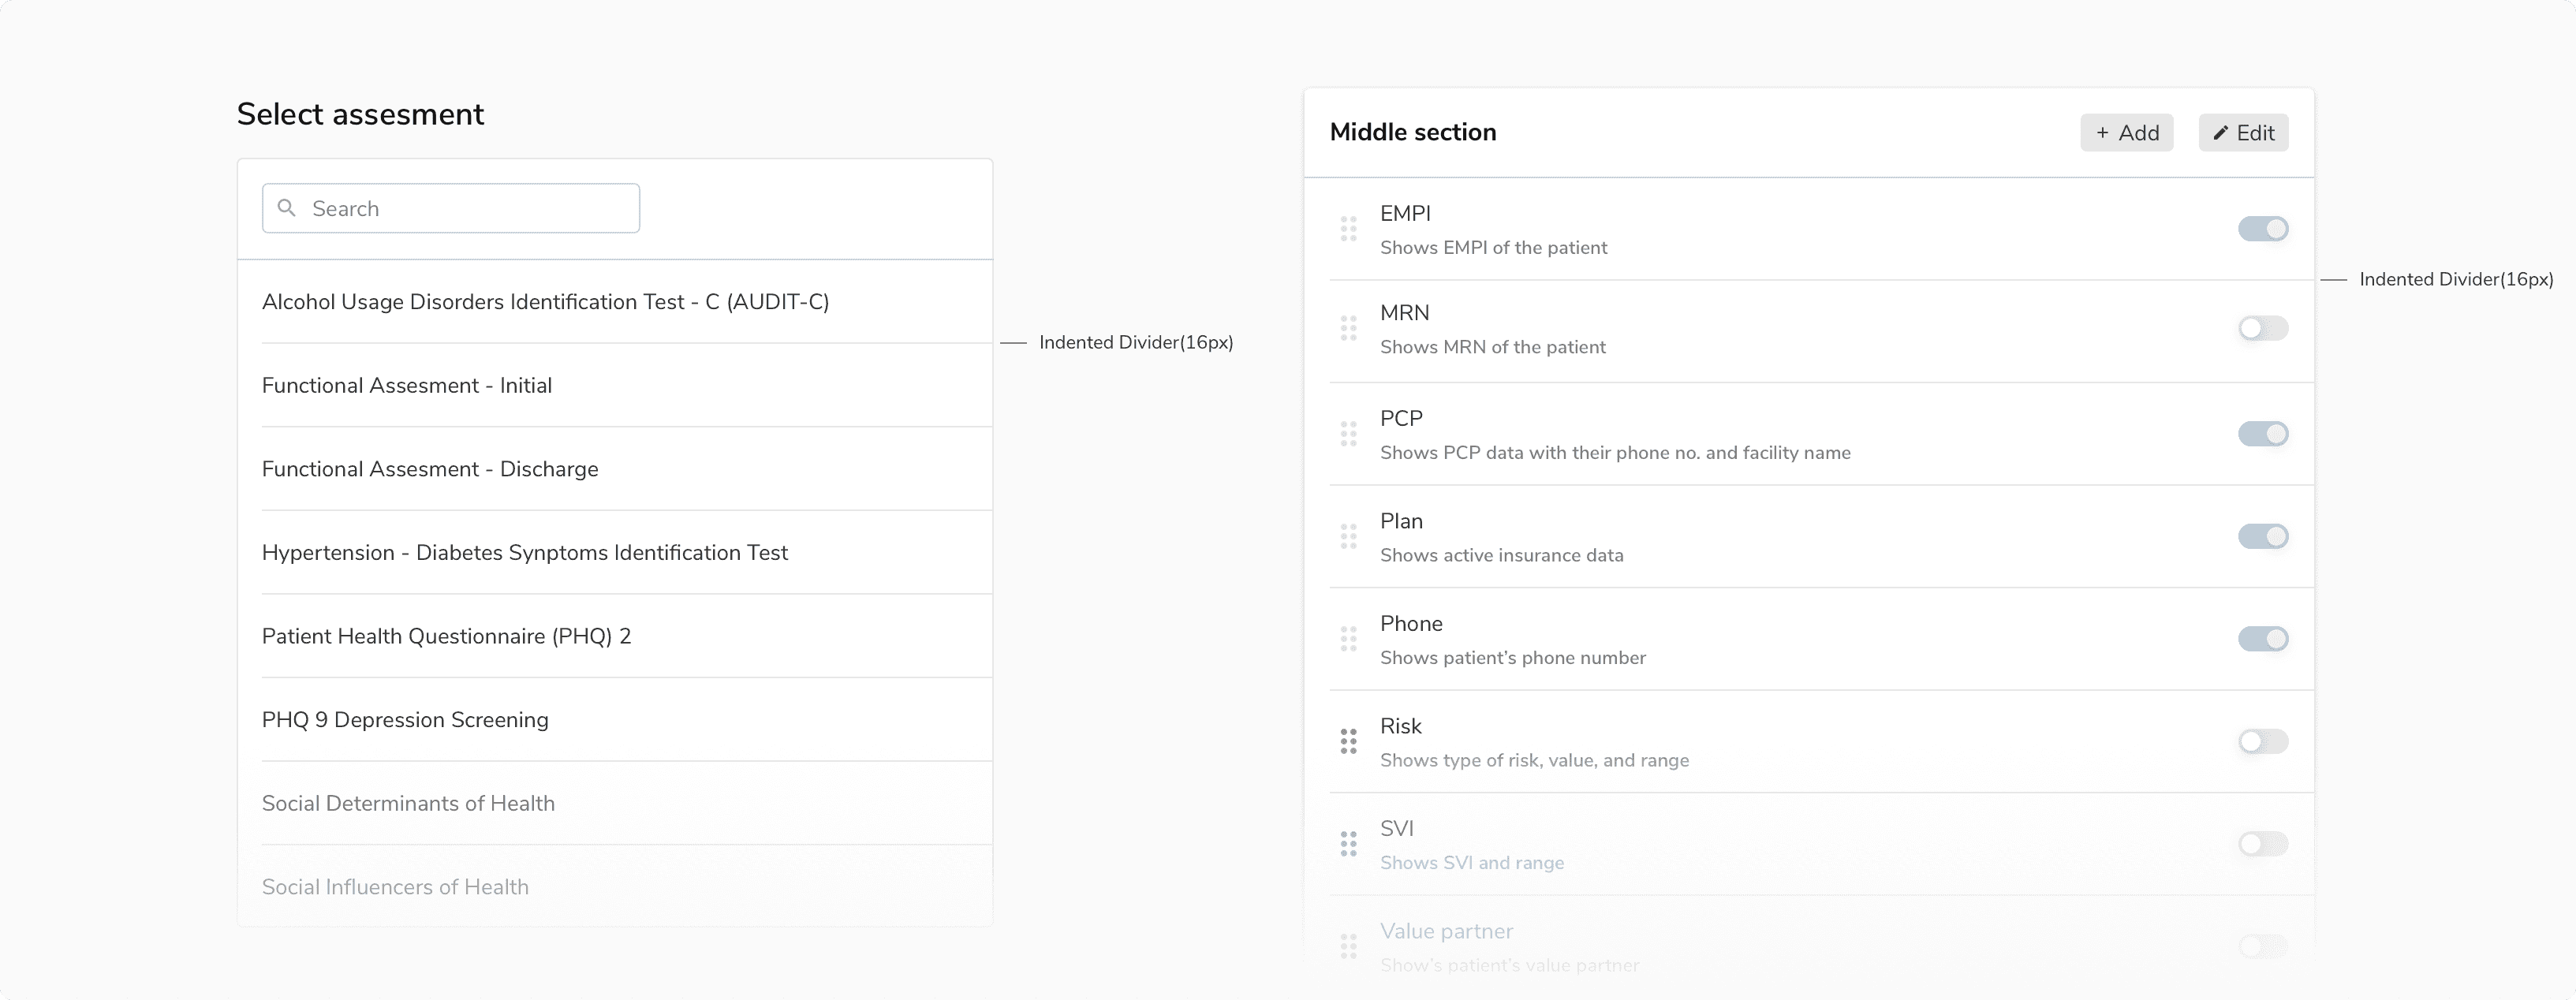 Select assesment
Search
Alcohol Usage Disorders Identification Test - C (AUDIT-C)
Indented Divider(16px)
Functional Assesment - Initial
Functional Assesment - Discharge
Hypertension - Diabetes Synptoms Identification Test
Patient Health Questionnaire (PHQ) 2
PHQ 9 Depression Screening
Social Determinants of Health
Social Influencers of Health
Middle section
+ Add
Edit
EMPI
Shows EMPI of the patient
Indented Divider(16px)
MRN
Shows MRN of the patient
PCP
Shows PCP data with their phone no. and facility name
Plan
Shows active insurance data
Phone
Shows patient’s phone number
Risk
Shows type of risk, value, and range
SVI
Shows SVI and range
Value partner
Show’s patient’s value partner